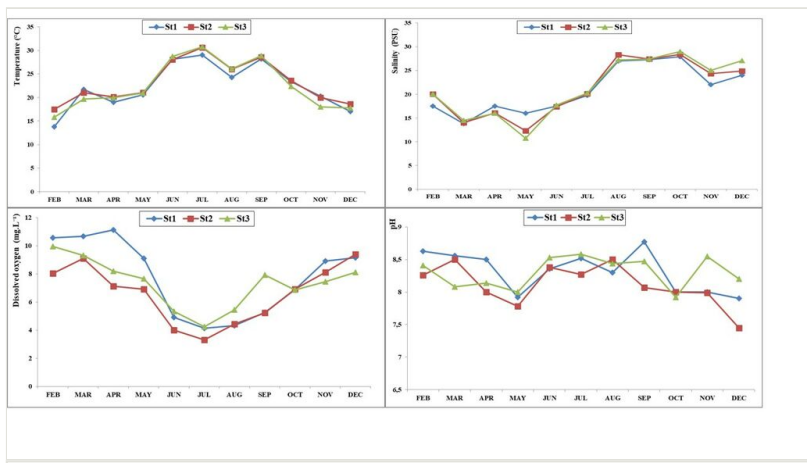 St1 St2 St3
Temperature (°C)
35
30
25
20
15
10
5
0
FEB MAR APR MAY JUN JUL AUG SEP OCT NOV DEC
St1 St2 St3
Salinity (PSU)
35
30
25
20
15
10
5
0
FEB MAR APR MAY JUN JUL AUG SEP OCT NOV DEC
St1 St2 St3
Dissolved oxygen (mg.L⁻¹)
12
10
8
6
4
2
0
FEB MAR APR MAY JUN JUL AUG SEP OCT NOV DEC
St1 St2 St3
pH
8,9
8,5
8
7,5
7
6,5
FEB MAR APR MAY JUN JUL AUG SEP OCT NOV DEC